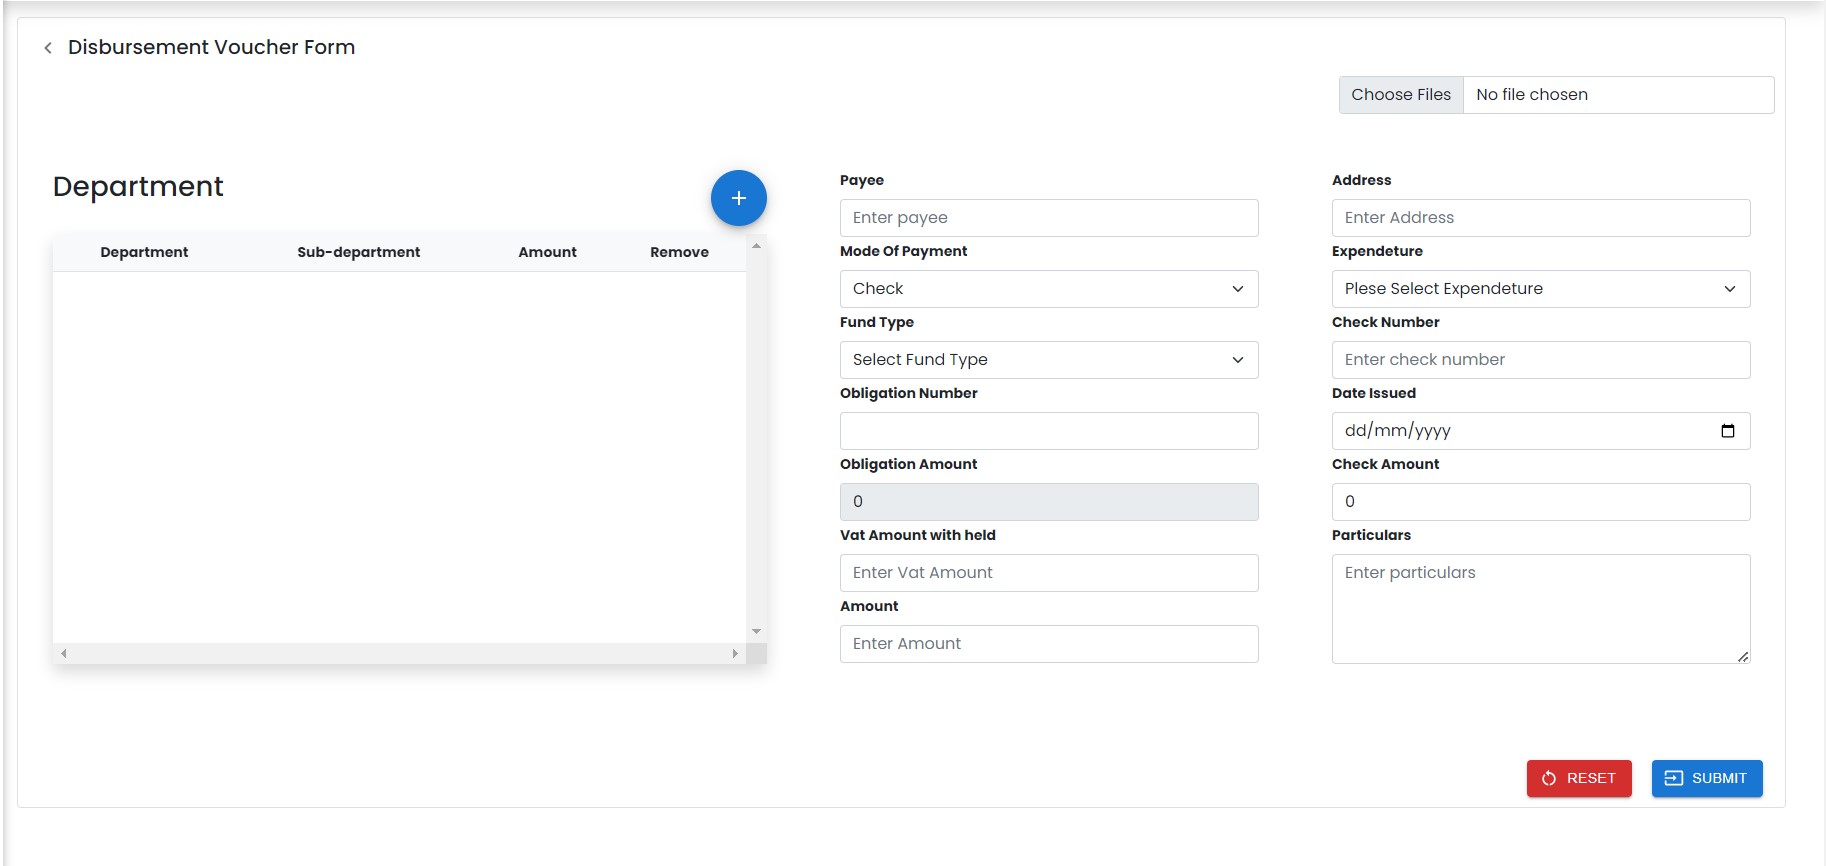 Disbursement Voucher Form
Choose Files No file chosen
Department
Department Sub-department Amount Remove
Payee
Enter payee
Mode Of Payment
Check
Fund Type
Select Fund Type
Obligation Number
Obligation Amount
0
Vat Amount with held
Enter Vat Amount
Amount
Enter Amount
Address
Enter Address
Expendeture
Plese Select Expendeture
Check Number
Enter check number
Date Issued
dd/mm/yyyy
Check Amount
0
Particulars
Enter particulars
RESET
SUBMIT